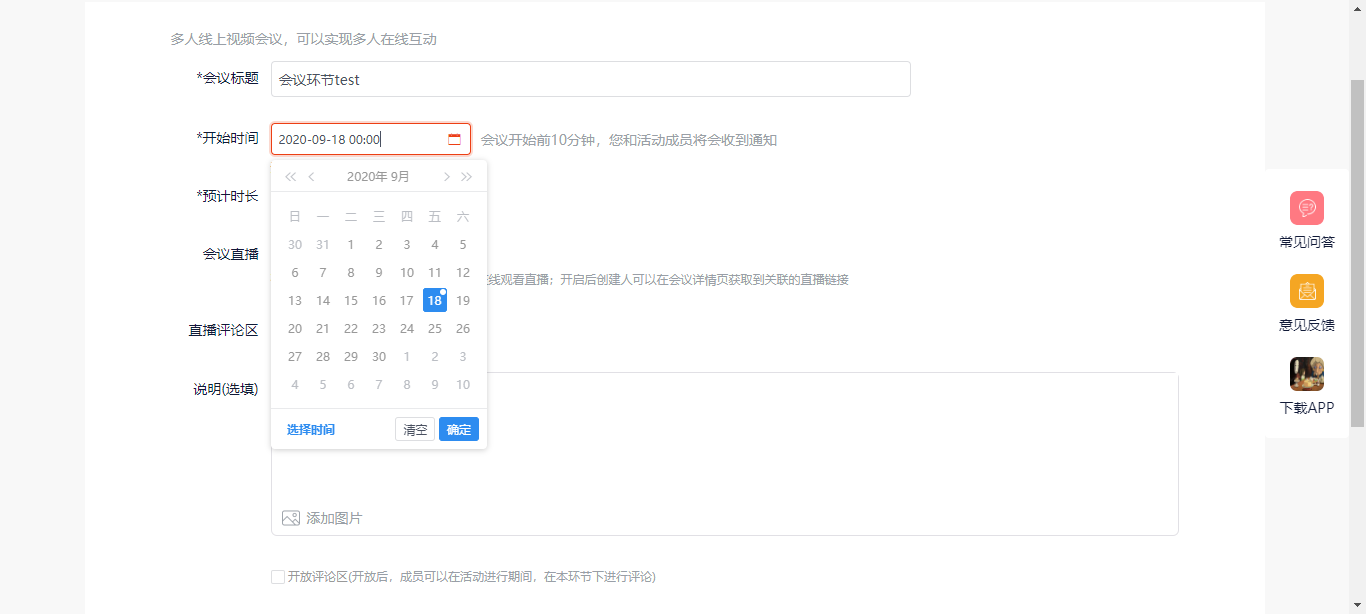 多人线上视频会议，可以实现多人在线互动
*会议标题
会议环节test
*开始时间
2020-09-18 00:00
会议开始前10分钟，您和活动成员将会收到通知
2020年 9月
日 一 二 三 四 五 六
30 31 1 2 3 4 5
6 7 8 9 10 11 12
13 14 15 16 17 18 19
20 21 22 23 24 25 26
27 28 29 30 1 2 3
4 5 6 7 8 9 10
选择时间 清空 确定
*预计时长
会议直播
线观看直播；开启后创建人可以在会议详情页获取到关联的直播链接
直播评论区
说明(选填)
添加图片
开放评论区(开放后，成员可以在活动进行期间，在本环节下进行评论)
常见问答
意见反馈
下载APP